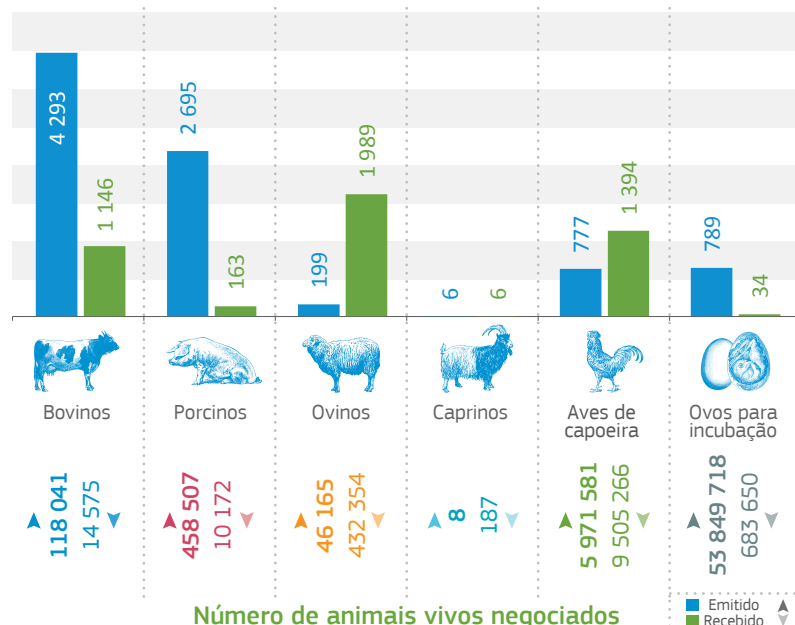 4 293
1 146
2 695
163
199
1 989
6
6
777
1 394
789
34
Bovinos
Porcinos
Ovinos
Caprinos
Aves de
capoeira
Ovos para
incubação
118 041
14 575
458 507
10 172
46 165
432 354
8
187
5 971 581
9 505 266
53 849 718
683 650
Número de animais vivos negociados
Emitido
Recebido